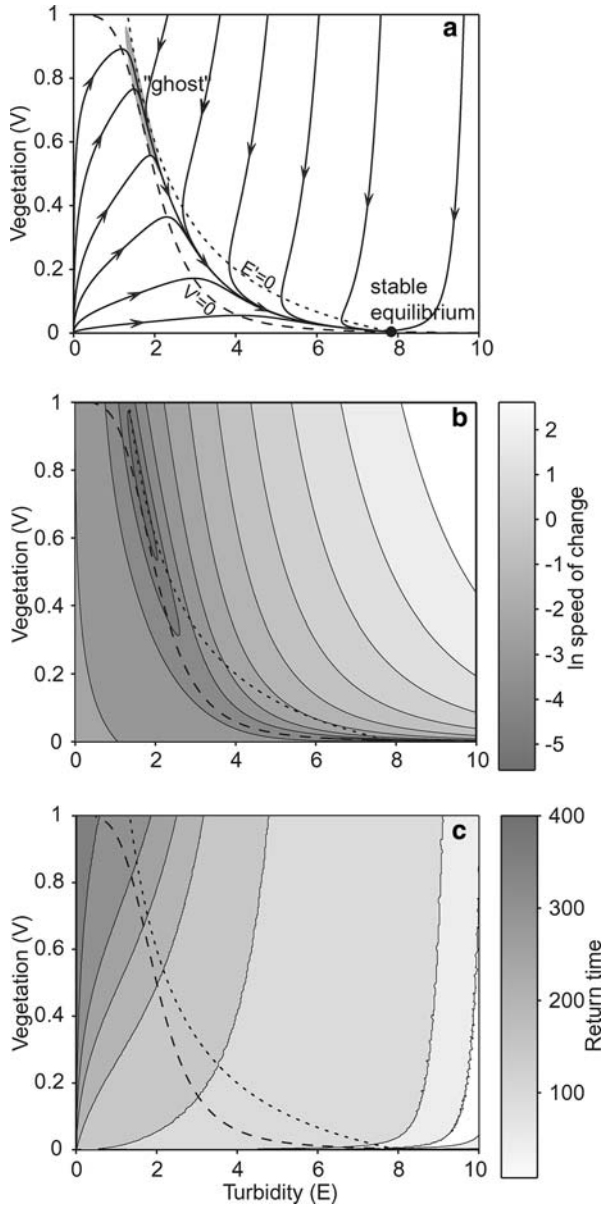 a
1
0.8
0.6
0.4
0.2
0
Vegetation (V)
"ghost"
E'=0
V'=0
stable
equilibrium
0 2 4 6 8 10
b
1
0.8
0.6
0.4
0.2
0
Vegetation (V)
0 2 4 6 8 10
2
1
0
-1
-2
-3
-4
-5
ln speed of change
c
1
0.8
0.6
0.4
0.2
0
Vegetation (V)
0 2 4 6 8 10
Turbidity (E)
400
300
200
100
Return time